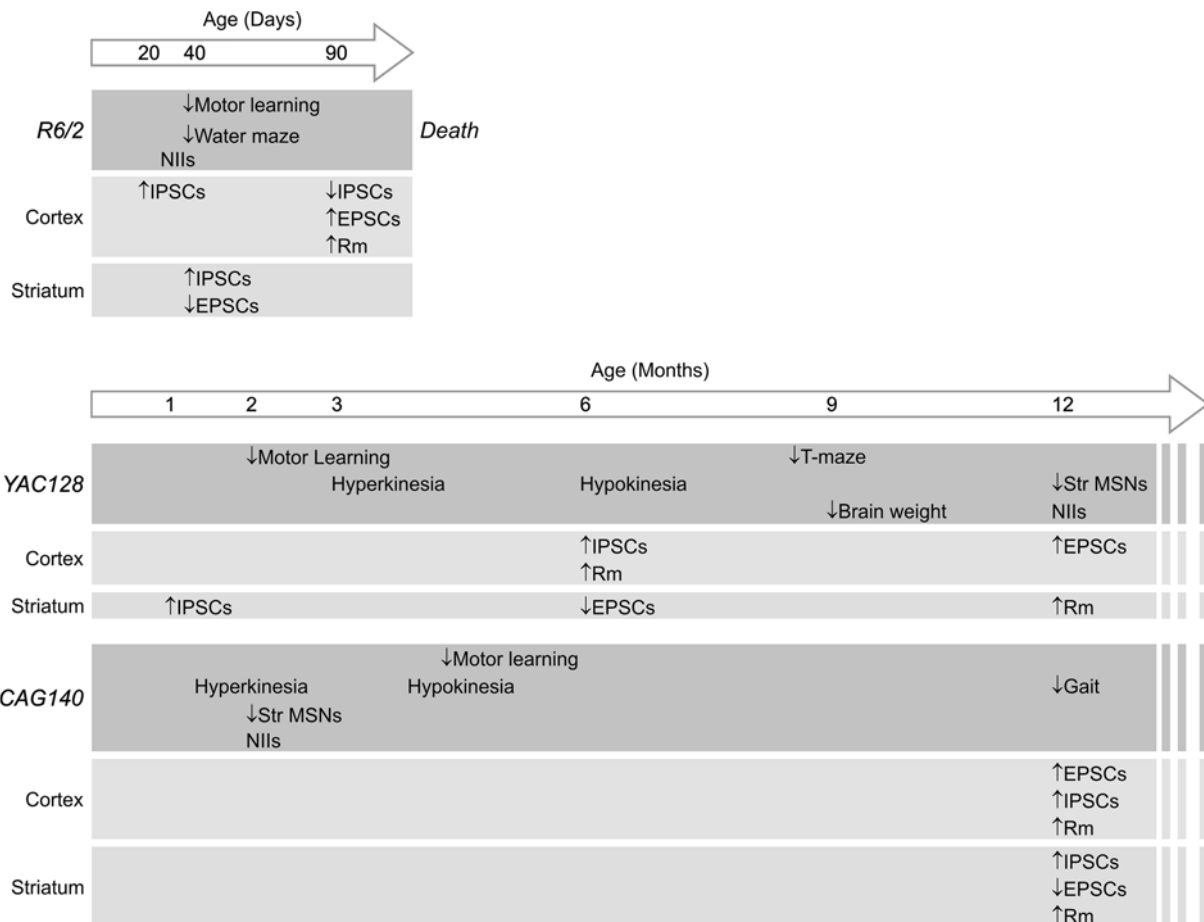 Age (Days)
20 40 90
R6/2
↓Motor learning
↓Water maze
NIIs
Death
Cortex
↑IPSCs ↓IPSCs
↑EPSCs
↑Rm
Striatum
↑IPSCs
↓EPSCs
Age (Months)
1 2 3 6 9 12
YAC128
↓Motor Learning ↓T-maze
Hyperkinesia Hypokinesia ↓Str MSNs
↓Brain weight NIIs
Cortex
↑IPSCs ↑EPSCs
↑Rm
Striatum ↑IPSCs ↓EPSCs ↑Rm
CAG140
↓Motor learning
Hyperkinesia Hypokinesia ↓Gait
↓Str MSNs
NIIs
Cortex
↑EPSCs
↑IPSCs
↑Rm
Striatum
↑IPSCs
↓EPSCs
↑Rm